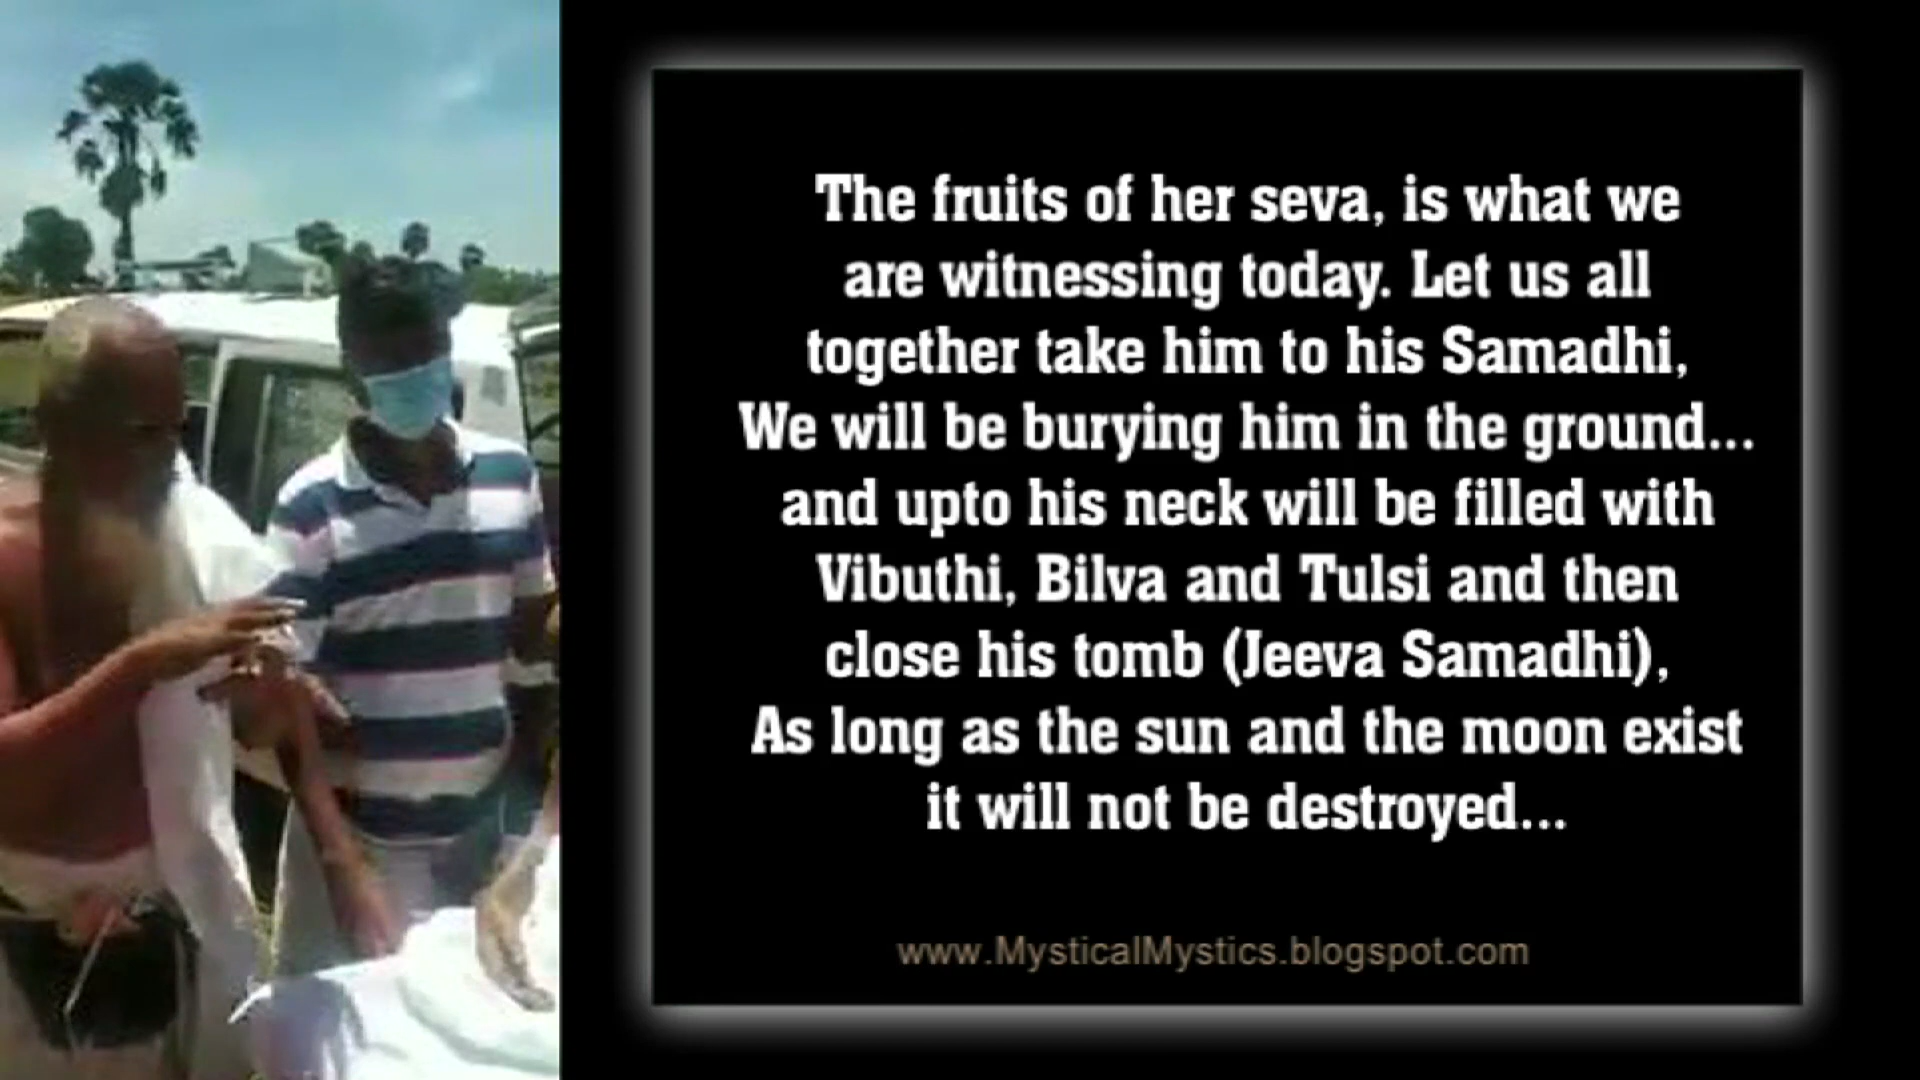 The fruits of her seva, is what we
are witnessing today. Let us all
together take him to his Samadhi,
We will be burying him in the ground...
and upto his neck will be filled with
Vibuthi, Bilva and Tulsi and then
close his tomb (Jeeva Samadhi),
As long as the sun and the moon exist
it will not be destroyed...
www.MysticalMystics.blogspot.com